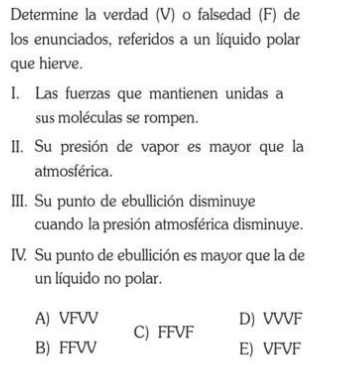 Determine la verdad (V) o falsedad (F) de
los enunciados, referidos a un líquido polar
que hierve.
I. Las fuerzas que mantienen unidas a
sus moléculas se rompen.
II. Su presión de vapor es mayor que la
atmosférica.
III. Su punto de ebullición disminuye
cuando la presión atmosférica disminuye.
IV. Su punto de ebullición es mayor que la de
un líquido no polar.
A) VFVV
D) VVVF
C) FFVF
B) FFVV
E) VFVF